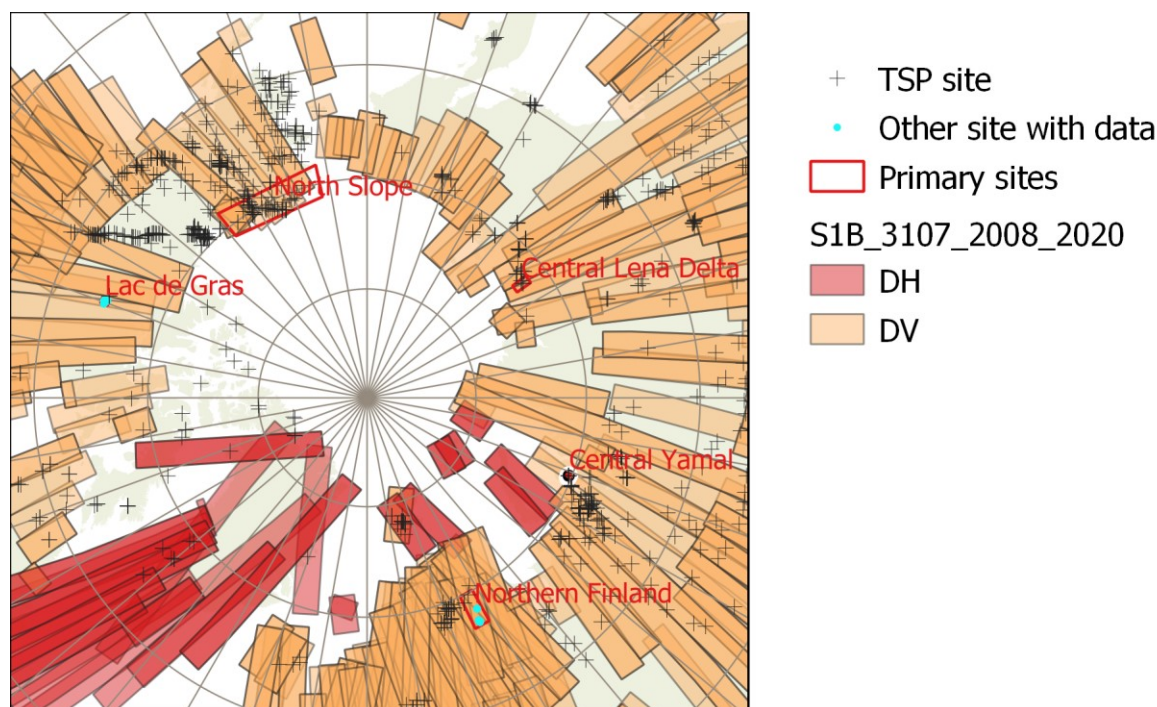 North Slope
Central Lena Delta
Lac de Gras
Central Yamal
Northern Finland
TSP site
Other site with data
Primary sites
S1B_3107_2008_2020
DH
DV